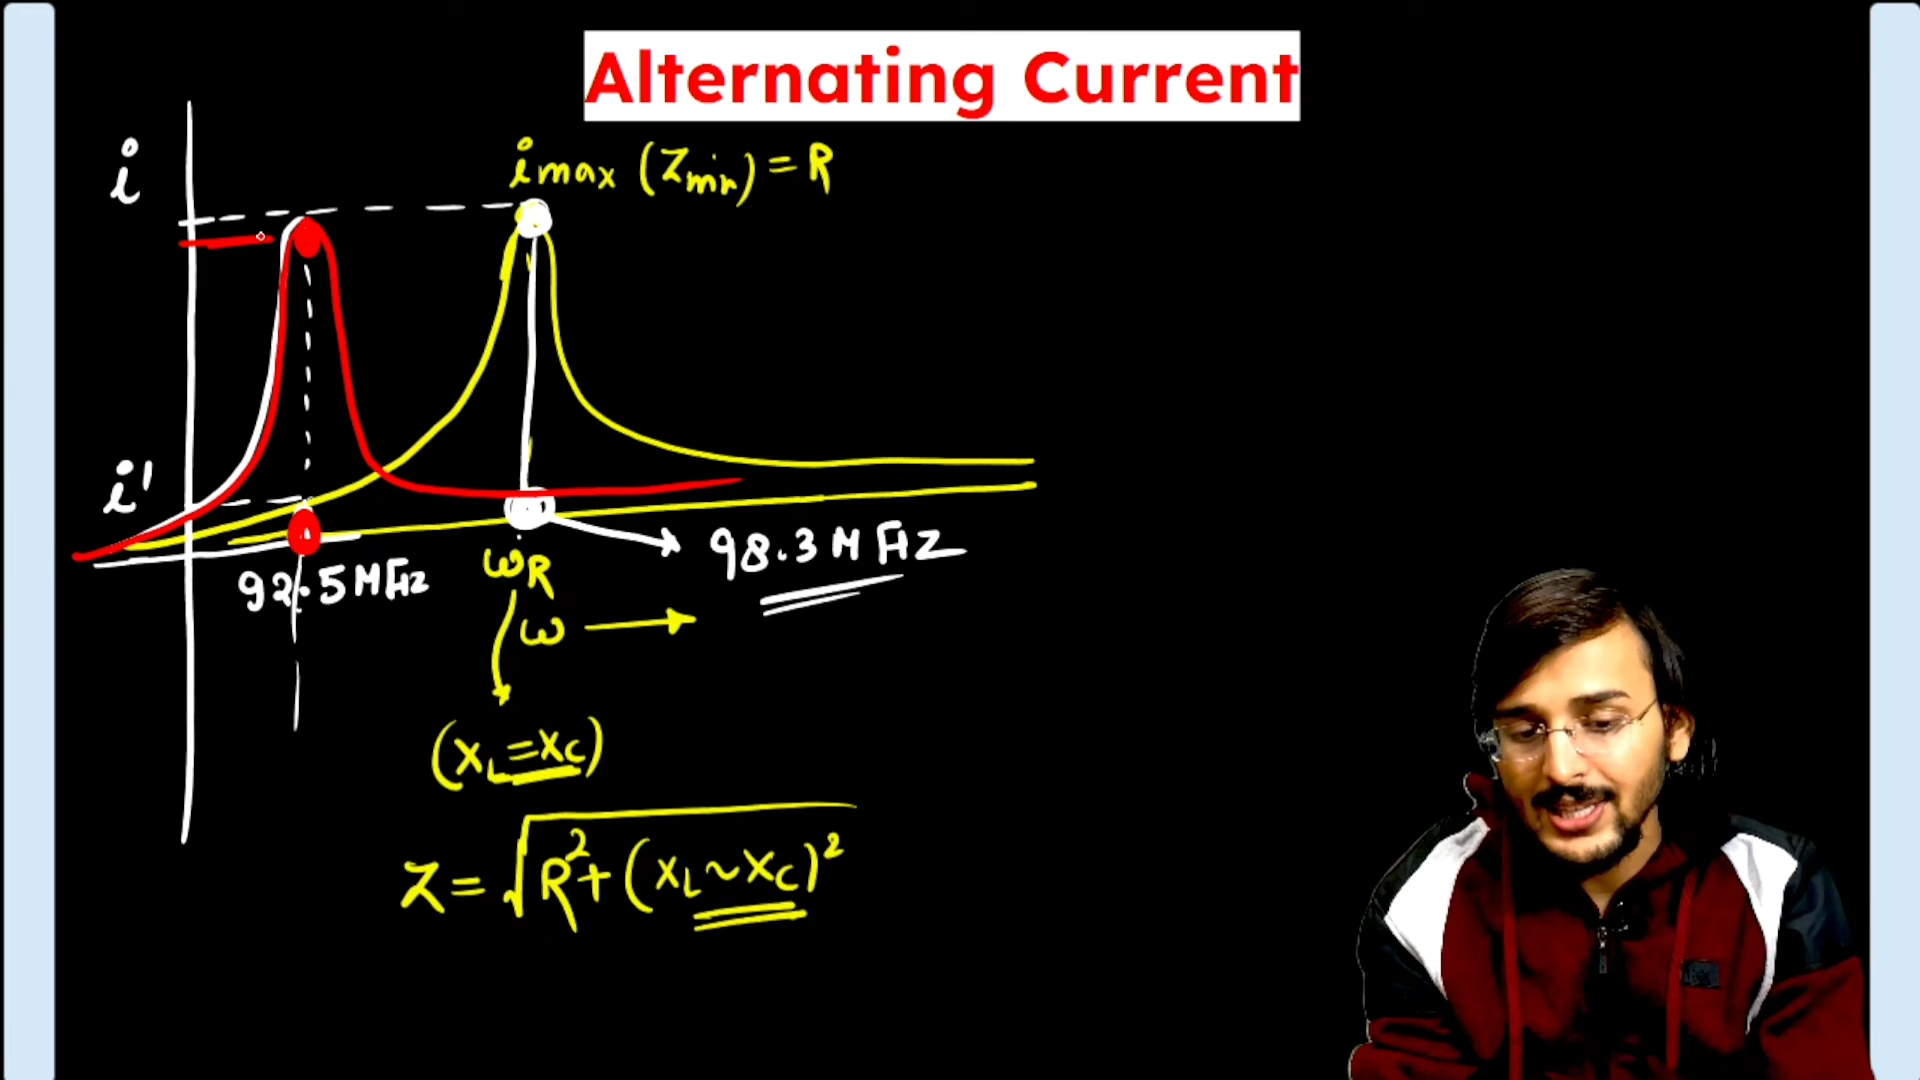 Alternating Current
i
imax (Zmin) = R
i'
92.5 MHz
ωR
98.3 MHz
ω
(XL = XC)
Z = √R² + (XL ~ XC)²